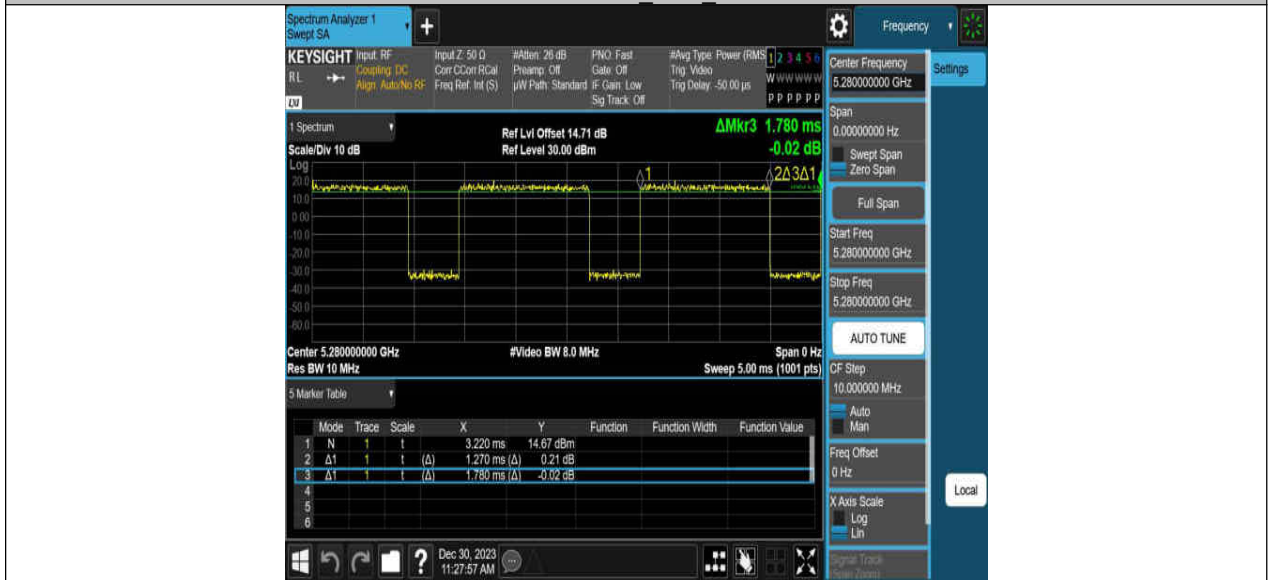 Spectrum Analyzer 1
Swept SA
+
Frequency
KEYSIGHT
RL
Input: RF
Coupling: DC
Align: Auto/No RF
Input Z: 50 Ω
Corr CCorr RCal
Freq Ref: Int (S)
#Atten: 26 dB
Preamp: Off
µW Path: Standard
PNO: Fast
Gate: Off
IF Gain: Low
Sig Track: Off
#Avg Type: Power (RMS
Trig: Video
Trig Delay: -50.00 µs
1 2 3 4 5 6
W W W W W W
P P P P P P
LXI
1 Spectrum
Scale/Div 10 dB
Ref Lvl Offset 14.71 dB
Ref Level 30.00 dBm
ΔMkr3 1.780 ms
-0.02 dB
Log
20.0
10.0
0.00
-10.0
-20.0
-30.0
-40.0
-50.0
-60.0
1
2Δ3Δ1
Center 5.280000000 GHz
#Video BW 8.0 MHz
Span 0 Hz
Res BW 10 MHz
Sweep 5.00 ms (1001 pts)
5 Marker Table
Mode Trace Scale X Y Function Function Width Function Value
1 N 1 t 3.220 ms 14.67 dBm
2 Δ1 1 t (Δ) 1.270 ms (Δ) 0.21 dB
3 Δ1 1 t (Δ) 1.780 ms (Δ) -0.02 dB
4
5
6
Dec 30, 2023
11:27:57 AM
Center Frequency
5.280000000 GHz
Settings
Span
0.00000000 Hz
Swept Span
Zero Span
Full Span
Start Freq
5.280000000 GHz
Stop Freq
5.280000000 GHz
AUTO TUNE
CF Step
10.000000 MHz
Auto
Man
Freq Offset
0 Hz
X Axis Scale
Log
Lin
Signal Track
(Span Zoom)
Local